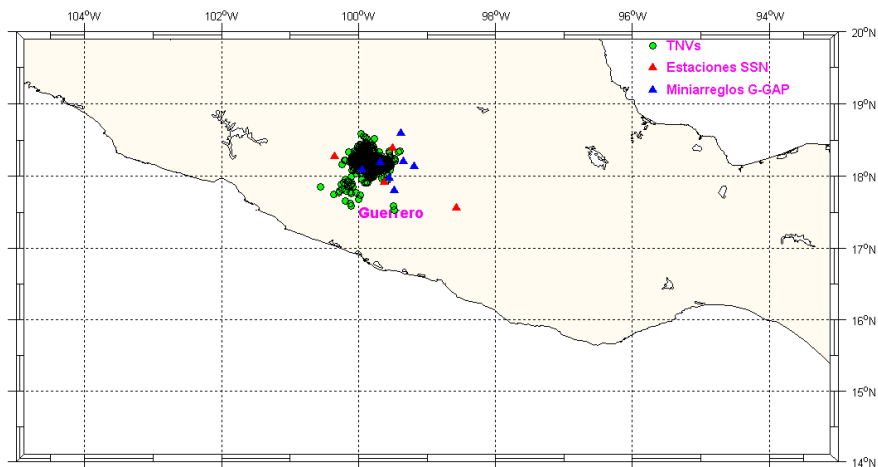 104°W 102°W 100°W 98°W 96°W 94°W
20°N
TNVs
Estaciones SSN
Miniarreglos G-GAP
19°N
18°N
Guerrero
17°N
16°N
15°N
14°N